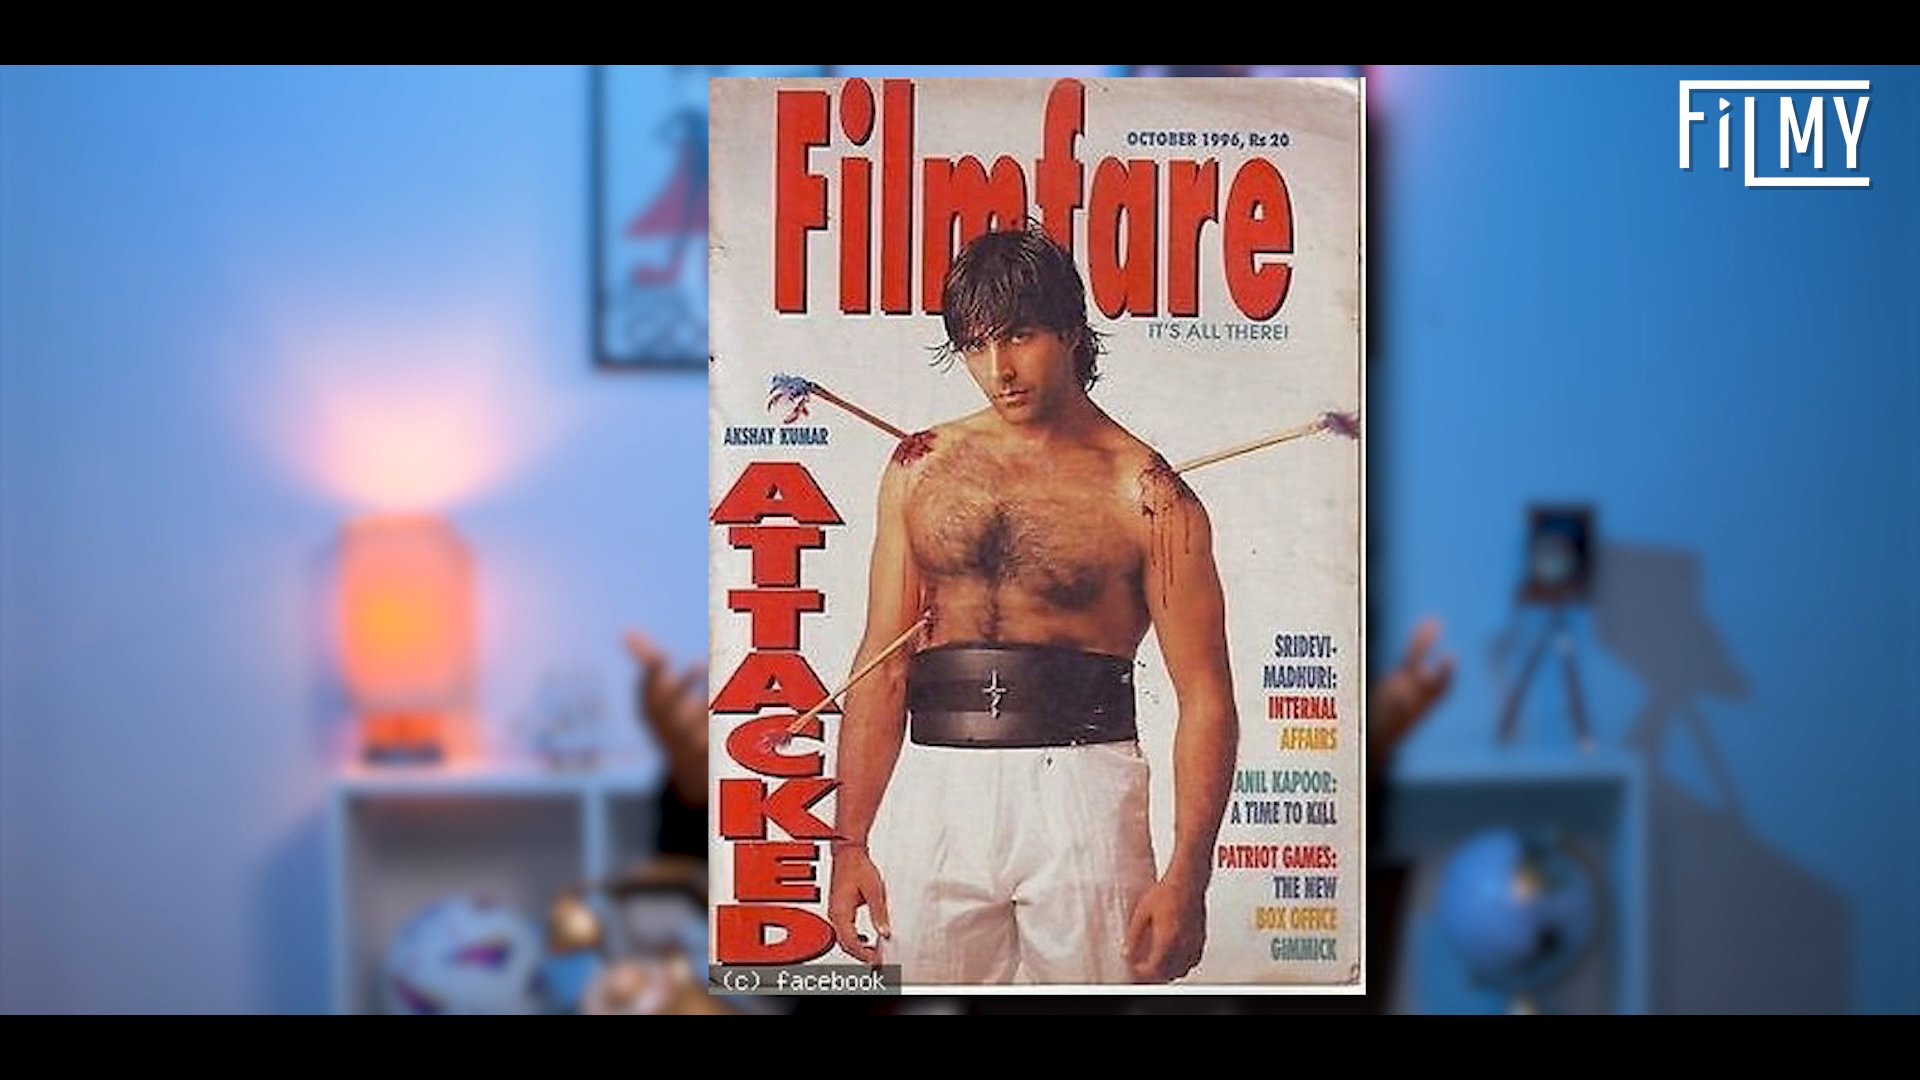 FiLMY
Filmfare
OCTOBER 1996, Rs 20
IT'S ALL THERE!
AKSHAY KUMAR
ATTACKED
SRIDEVI-
MADHURI:
INTERNAL
AFFAIRS
ANIL KAPOOR:
A TIME TO KILL
PATRIOT GAMES:
THE NEW
BOX OFFICE
GIMMICK
(c) facebook